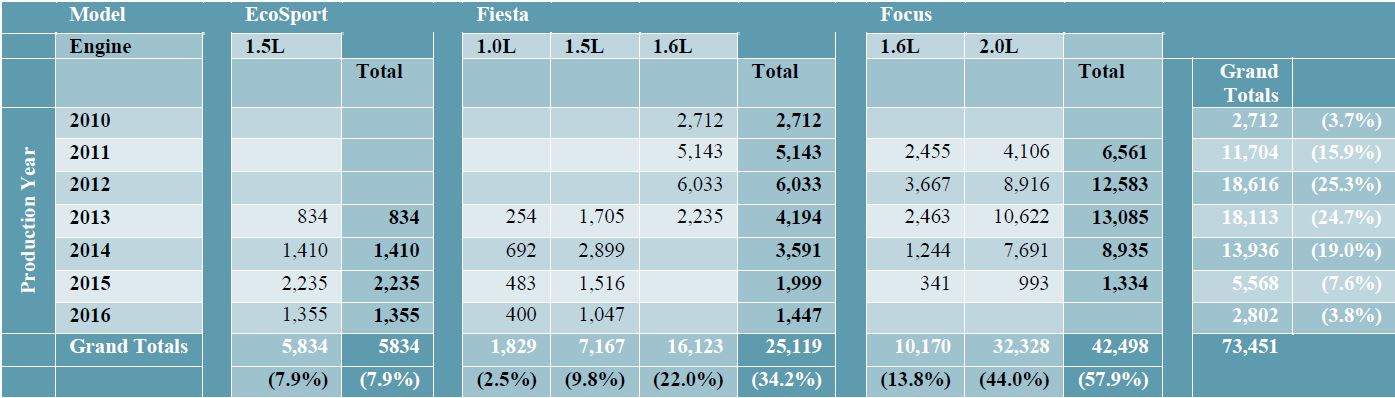 Model EcoSport Fiesta Focus
Engine 1.5L 1.0L 1.5L 1.6L 1.6L 2.0L
Total Total Total Grand Totals
Production Year
2010 2,712 2,712 2,712 (3.7%)
2011 5,143 5,143 2,455 4,106 6,561 11,704 (15.9%)
2012 6,033 6,033 3,667 8,916 12,583 18,616 (25.3%)
2013 834 834 254 1,705 2,235 4,194 2,463 10,622 13,085 18,113 (24.7%)
2014 1,410 1,410 692 2,899 3,591 1,244 7,691 8,935 13,936 (19.0%)
2015 2,235 2,235 483 1,516 1,999 341 993 1,334 5,568 (7.6%)
2016 1,355 1,355 400 1,047 1,447 2,802 (3.8%)
Grand Totals 5,834 5834 1,829 7,167 16,123 25,119 10,170 32,328 42,498 73,451
(7.9%) (7.9%) (2.5%) (9.8%) (22.0%) (34.2%) (13.8%) (44.0%) (57.9%)